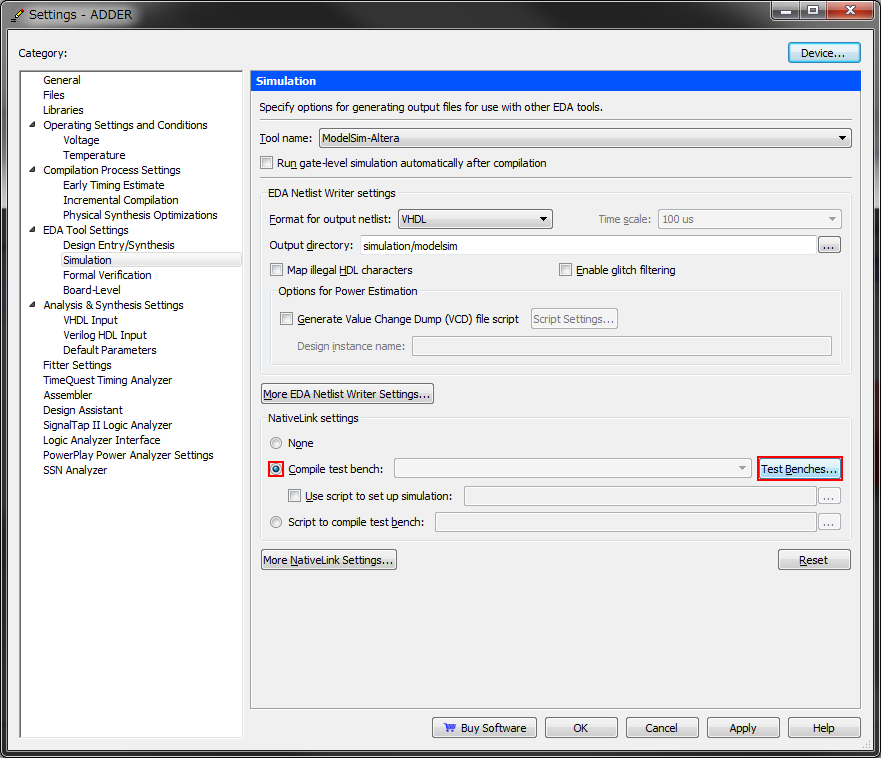 Settings - ADDER
Category:
Device...
General
Files
Libraries
Operating Settings and Conditions
Voltage
Temperature
Compilation Process Settings
Early Timing Estimate
Incremental Compilation
Physical Synthesis Optimizations
EDA Tool Settings
Design Entry/Synthesis
Simulation
Formal Verification
Board-Level
Analysis & Synthesis Settings
VHDL Input
Verilog HDL Input
Default Parameters
Fitter Settings
TimeQuest Timing Analyzer
Assembler
Design Assistant
SignalTap II Logic Analyzer
Logic Analyzer Interface
PowerPlay Power Analyzer Settings
SSN Analyzer
Simulation
Specify options for generating output files for use with other EDA tools.
Tool name: ModelSim-Altera
Run gate-level simulation automatically after compilation
EDA Netlist Writer settings
Format for output netlist: VHDL Time scale: 100 us
Output directory: simulation/modelsim ...
Map illegal HDL characters Enable glitch filtering
Options for Power Estimation
Generate Value Change Dump (VCD) file script Script Settings...
Design instance name:
More EDA Netlist Writer Settings...
NativeLink settings
None
Compile test bench: Test Benches...
Use script to set up simulation: ...
Script to compile test bench: ...
More NativeLink Settings... Reset
Buy Software OK Cancel Apply Help